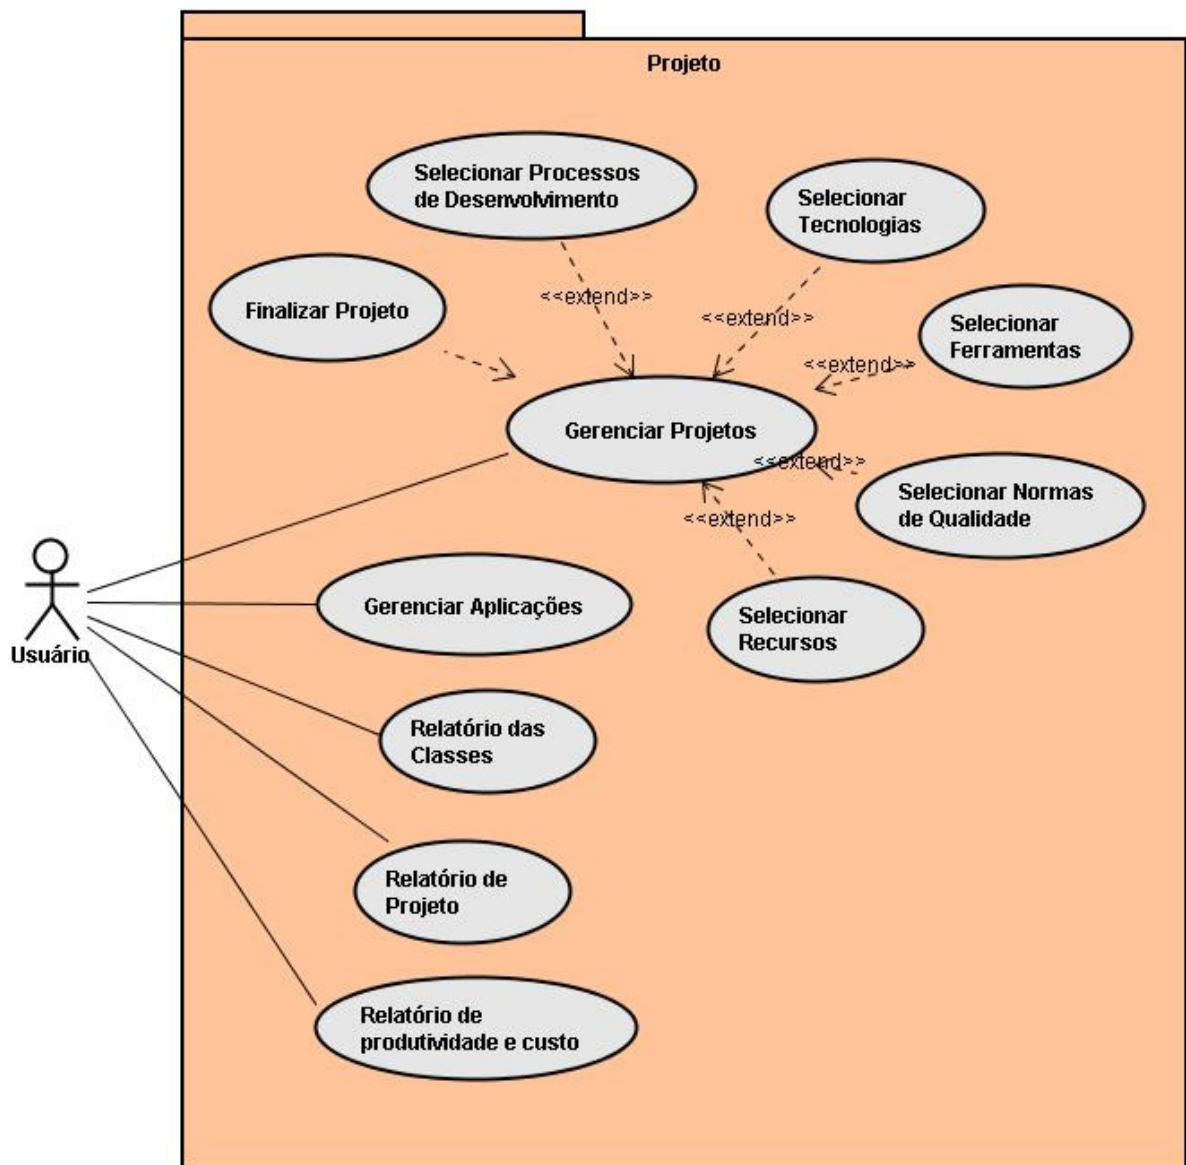 Projeto
Selecionar Processos
de Desenvolvimento
Selecionar
Tecnologias
<<extend>>
<<extend>>
Finalizar Projeto
Selecionar
Ferramentas
<<extend>>
Gerenciar Projetos
<<extend>>
Selecionar Normas
de Qualidade
<<extend>>
Usuário
Gerenciar Aplicações
Selecionar
Recursos
Relatório das
Classes
Relatório de
Projeto
Relatório de
produtividade e custo